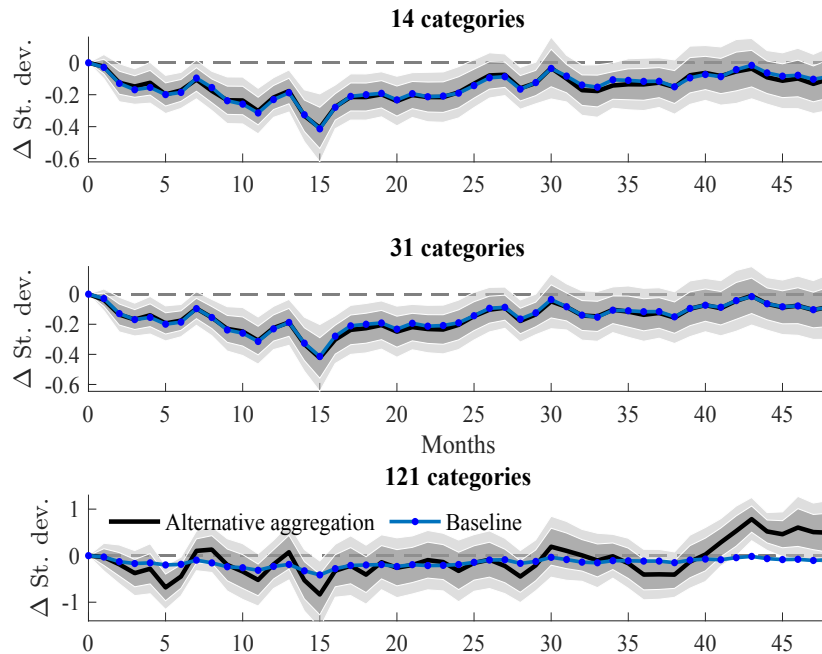 14 categories
Δ St. dev.
0
-0.2
-0.4
-0.6
0 5 10 15 20 25 30 35 40 45
31 categories
Δ St. dev.
0
-0.2
-0.4
-0.6
0 5 10 15 20 25 30 35 40 45
Months
121 categories
Δ St. dev.
1
0
-1
Alternative aggregation Baseline
0 5 10 15 20 25 30 35 40 45